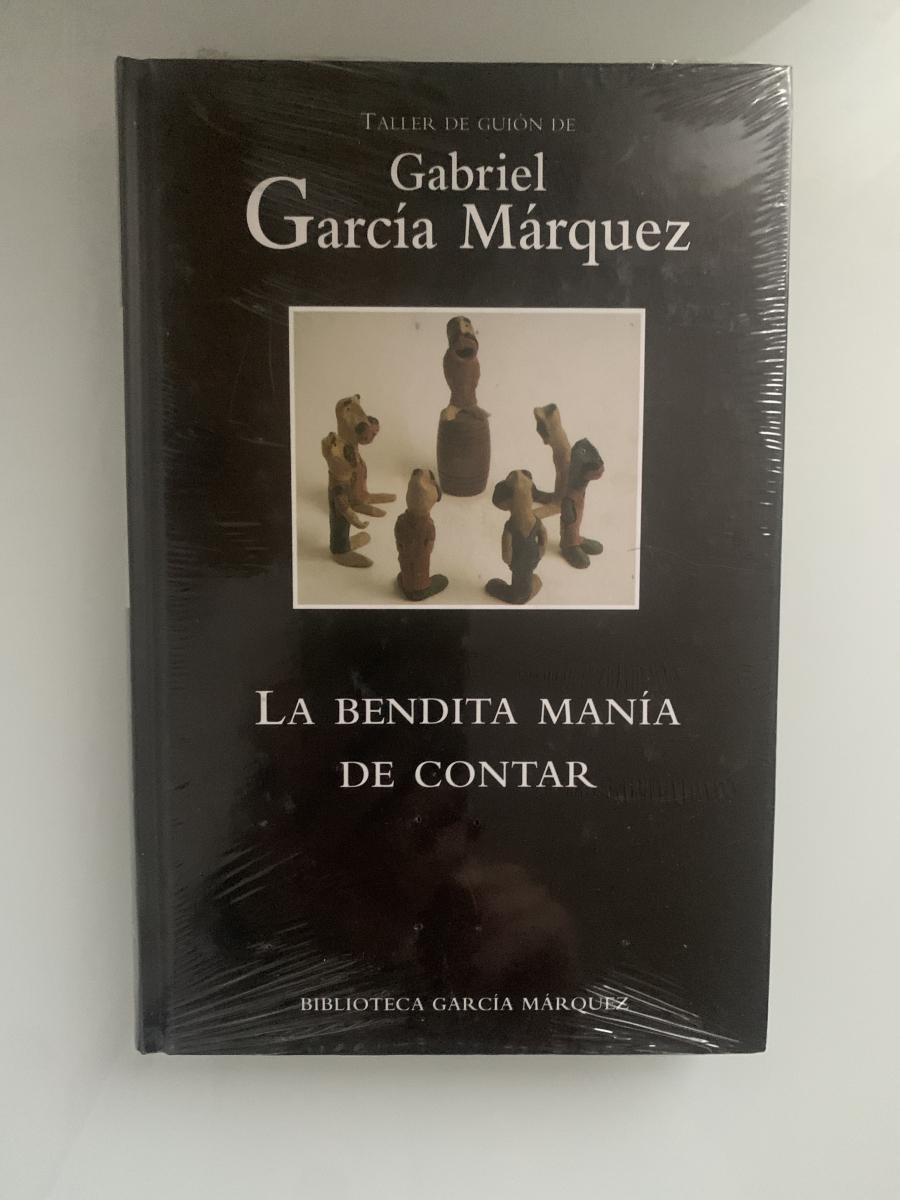 TALLER DE GUIÓN DE
Gabriel
García Márquez
LA BENDITA MANÍA
DE CONTAR
BIBLIOTECA GARCÍA MÁRQUEZ